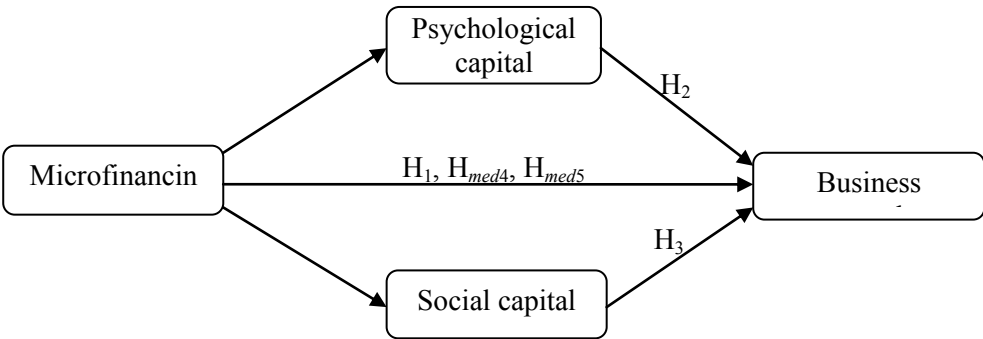 Psychological
capital
H₂
Microfinancin
H₁, Hₘₑd₄, Hₘₑd₅
Business
H₃
Social capital